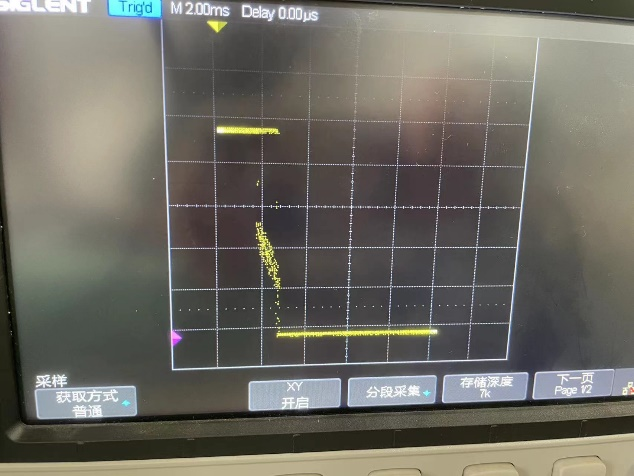 SIGLENT Trig'd M 2.00ms Delay 0.00µs
采样
获取方式 普通
XY 开启
分段采集
存储深度 7k
下一页 Page 1/2